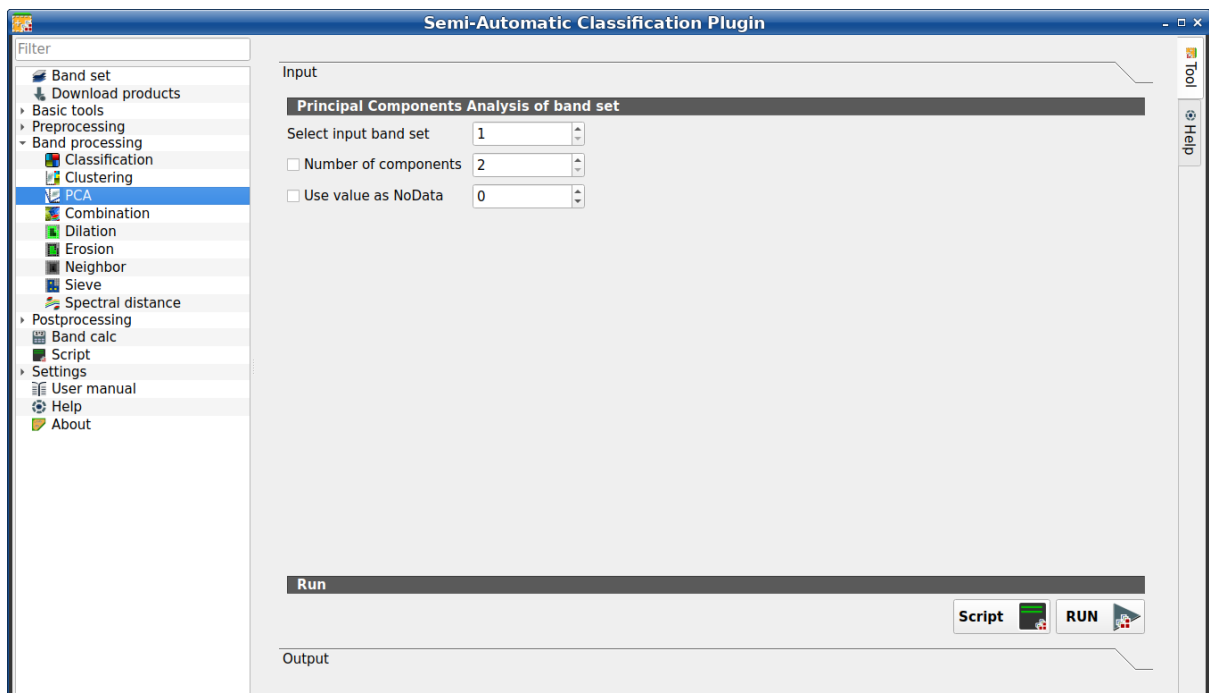 Semi-Automatic Classification Plugin
Filter
Band set
Download products
Basic tools
Preprocessing
Band processing
Classification
Clustering
PCA
Combination
Dilation
Erosion
Neighbor
Sieve
Spectral distance
Postprocessing
Band calc
Script
Settings
User manual
Help
About
Input
Principal Components Analysis of band set
Select input band set 1
Number of components 2
Use value as NoData 0
Run
Script RUN
Output
Tool
Help